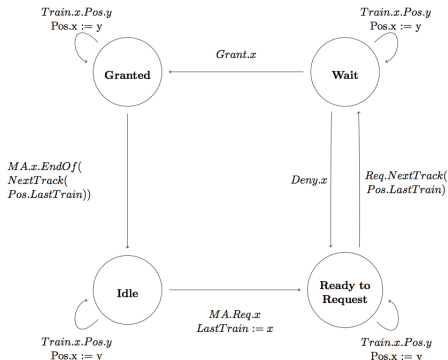 Train.x.Pos.y
Pos.x := y
Train.x.Pos.y
Pos.x := y
Granted
Grant.x
Wait
MA.x.EndOf(
NextTrack(
Pos.LastTrain))
Deny.x
Req.NextTrack(
Pos.LastTrain)
Idle
MA.Req.x
LastTrain := x
Ready to
Request
Train.x.Pos.y
Pos.x := y
Train.x.Pos.y
Pos.x := y